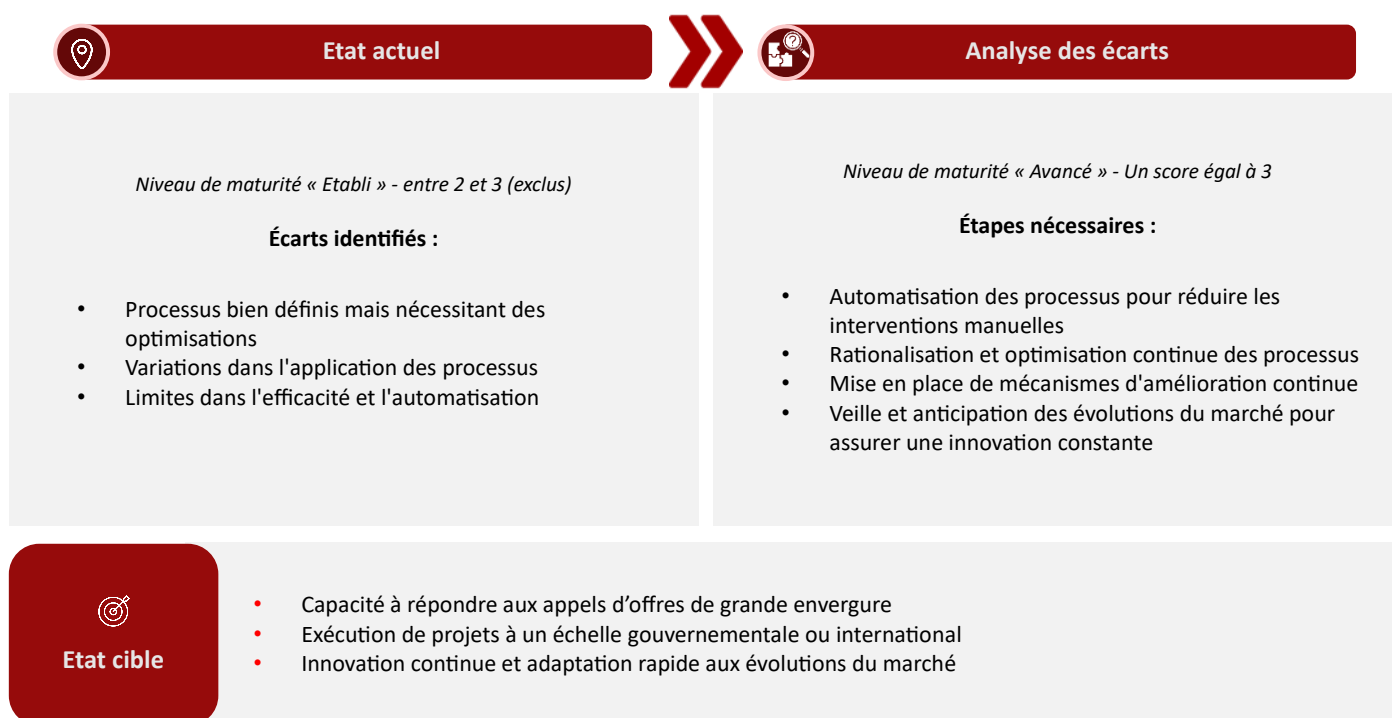 Etat actuel
Analyse des écarts
Niveau de maturité « Etabli » - entre 2 et 3 (exclus)
Écarts identifiés :
• Processus bien définis mais nécessitant des
optimisations
• Variations dans l'application des processus
• Limites dans l'efficacité et l'automatisation
Niveau de maturité « Avancé » - Un score égal à 3
Étapes nécessaires :
• Automatisation des processus pour réduire les
interventions manuelles
• Rationalisation et optimisation continue des processus
• Mise en place de mécanismes d'amélioration continue
• Veille et anticipation des évolutions du marché pour
assurer une innovation constante
Etat cible
• Capacité à répondre aux appels d’offres de grande envergure
• Exécution de projets à un échelle gouvernementale ou international
• Innovation continue et adaptation rapide aux évolutions du marché